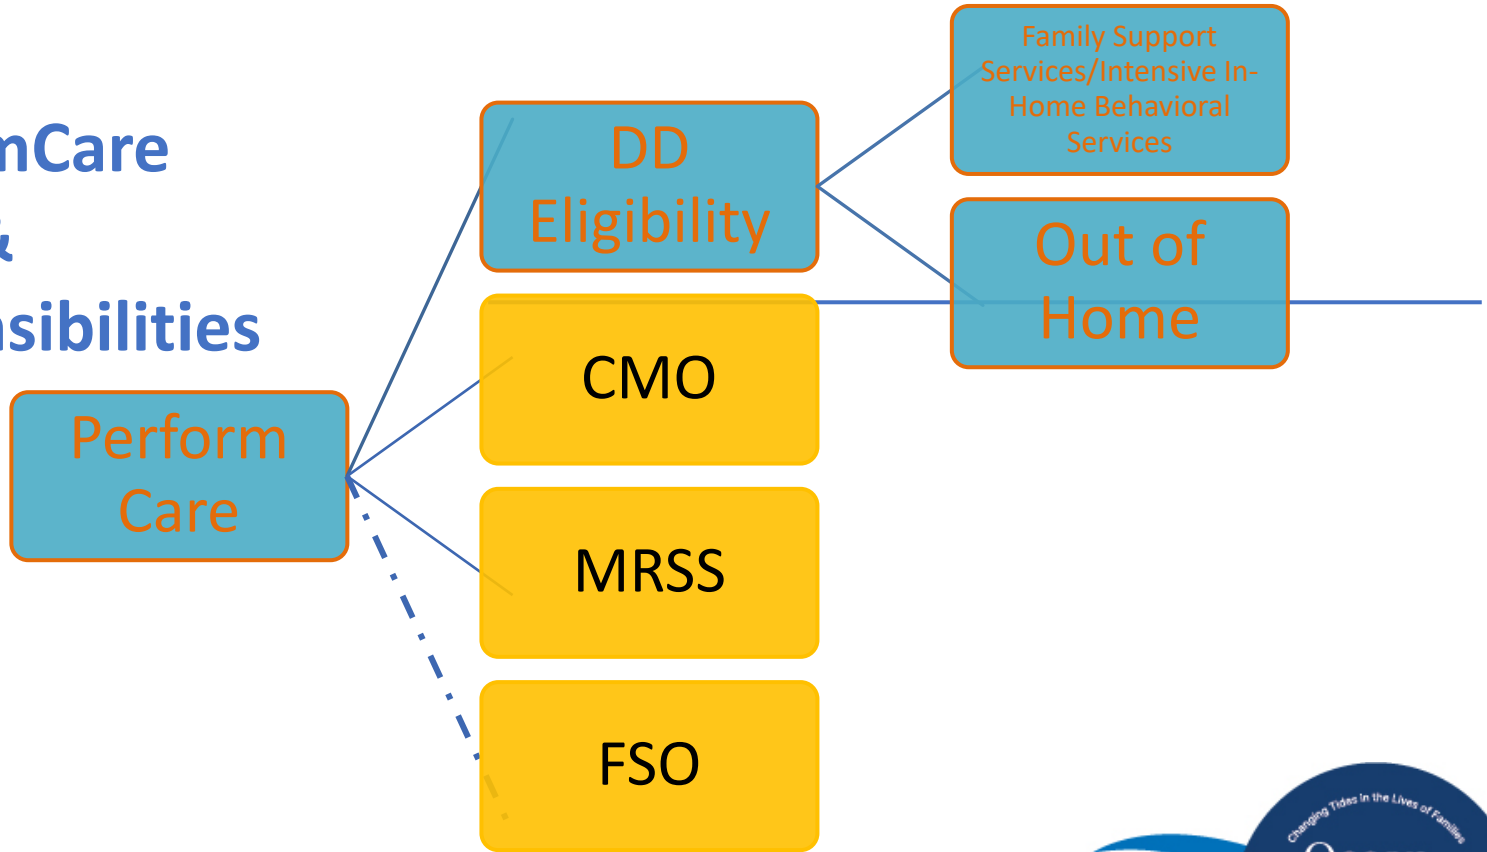 mCare
&
nsibilities
Perform
Care
DD
Eligibility
CMO
MRSS
FSO
Family Support
Services/Intensive In-
Home Behavioral
Services
Out of
Home
Changing Tides in the Lives of Families